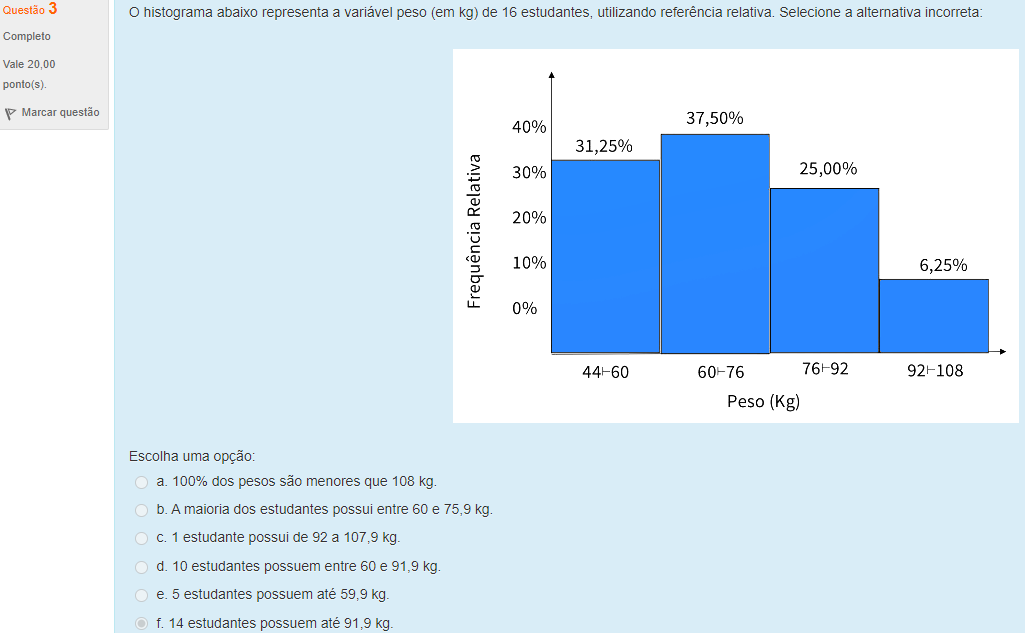 Questão 3
Completo
Vale 20,00
ponto(s).
Marcar questão
O histograma abaixo representa a variável peso (em kg) de 16 estudantes, utilizando referência relativa. Selecione a alternativa incorreta:
Frequência Relativa
40%
30%
20%
10%
0%
31,25%
37,50%
25,00%
6,25%
44⊢60
60⊢76
76⊢92
92⊢108
Peso (Kg)
Escolha uma opção:
a. 100% dos pesos são menores que 108 kg.
b. A maioria dos estudantes possui entre 60 e 75,9 kg.
c. 1 estudante possui de 92 a 107,9 kg.
d. 10 estudantes possuem entre 60 e 91,9 kg.
e. 5 estudantes possuem até 59,9 kg.
f. 14 estudantes possuem até 91,9 kg.